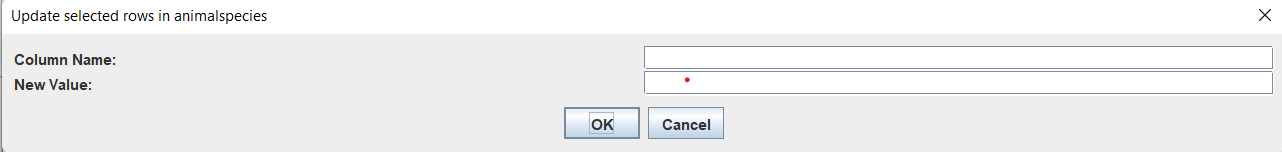 Update selected rows in animalspecies
Column Name:
New Value:
OK Cancel